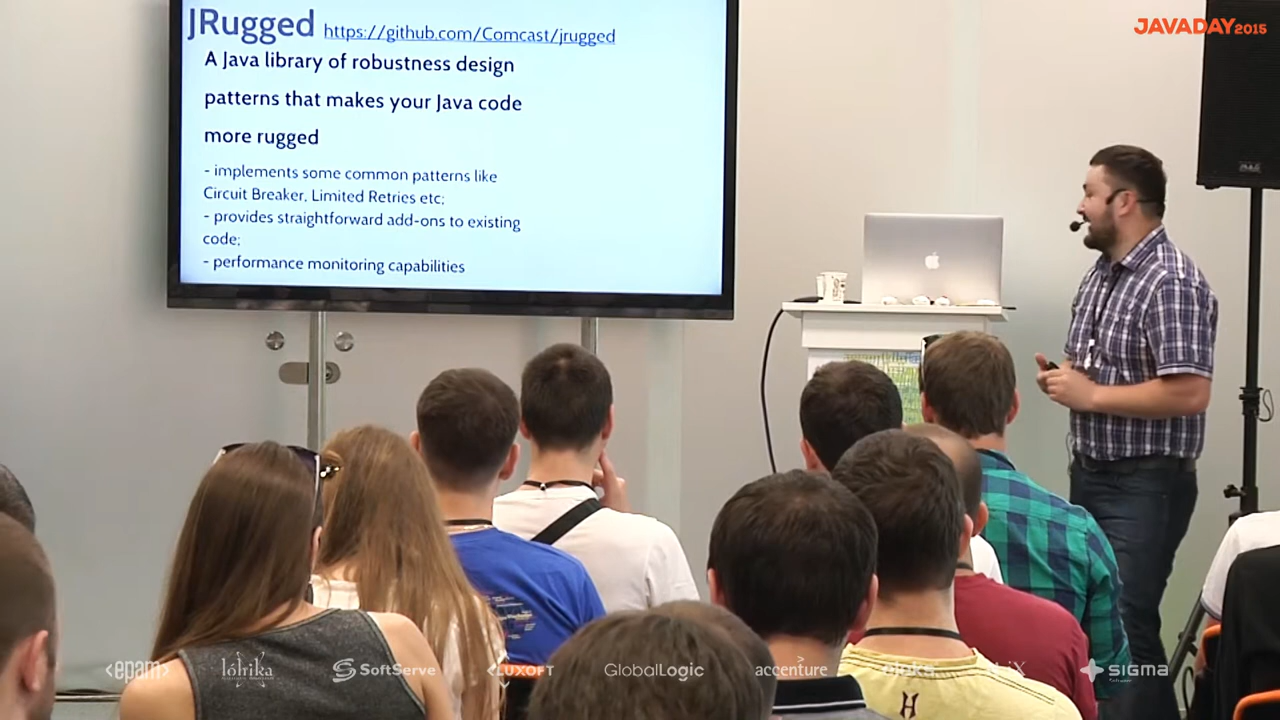 JRugged https://github.com/Comcast/jrugged
A Java library of robustness design
patterns that makes your Java code
more rugged
- implements some common patterns like
Circuit Breaker, Limited Retries etc;
- provides straightforward add-ons to existing
code;
- performance monitoring capabilities
JAVADAY2015
<epam> lóhika SoftServe LUXOFT GlobalLogic accenture SIGMA
Software
H